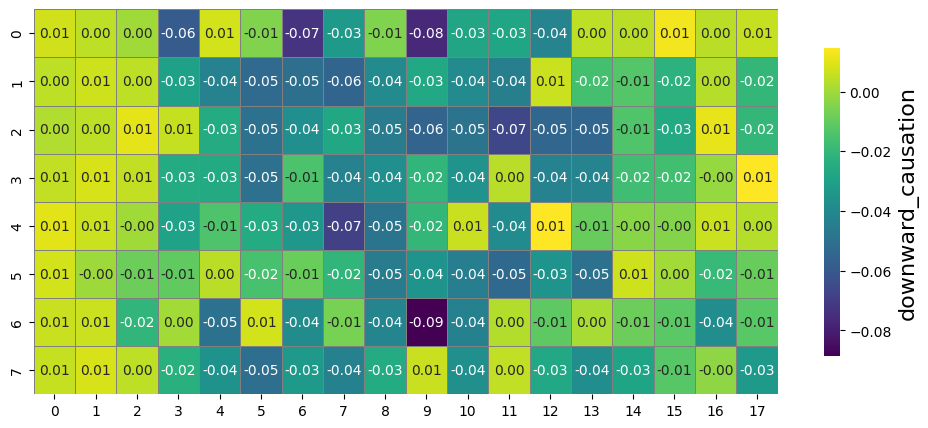 0 0.01 0.00 0.00 -0.06 0.01 -0.01 -0.07 -0.03 -0.01 -0.08 -0.03 -0.03 -0.04 0.00 0.00 0.01 0.00 0.01
1 0.00 0.01 0.00 -0.03 -0.04 -0.05 -0.05 -0.06 -0.04 -0.03 -0.04 -0.04 0.01 -0.02 -0.01 -0.02 0.00 -0.02
2 0.00 0.00 0.01 0.01 -0.03 -0.05 -0.04 -0.03 -0.05 -0.06 -0.05 -0.07 -0.05 -0.05 -0.01 -0.03 0.01 -0.02
3 0.01 0.01 0.01 -0.03 -0.03 -0.05 -0.01 -0.04 -0.04 -0.02 -0.04 0.00 -0.04 -0.04 -0.02 -0.02 -0.00 0.01
4 0.01 0.01 -0.00 -0.03 -0.01 -0.03 -0.03 -0.07 -0.05 -0.02 0.01 -0.04 0.01 -0.01 -0.00 -0.00 0.01 0.00
5 0.01 -0.00 -0.01 -0.01 0.00 -0.02 -0.01 -0.02 -0.05 -0.04 -0.04 -0.05 -0.03 -0.05 0.01 0.00 -0.02 -0.01
6 0.01 0.01 -0.02 0.00 -0.05 0.01 -0.04 -0.01 -0.04 -0.09 -0.04 0.00 -0.01 0.00 -0.01 -0.01 -0.04 -0.01
7 0.01 0.01 0.00 -0.02 -0.04 -0.05 -0.03 -0.04 -0.03 0.01 -0.04 0.00 -0.03 -0.04 -0.03 -0.01 -0.00 -0.03
0 1 2 3 4 5 6 7 8 9 10 11 12 13 14 15 16 17
0.00
−0.02
−0.04
−0.06
−0.08
downward_causation